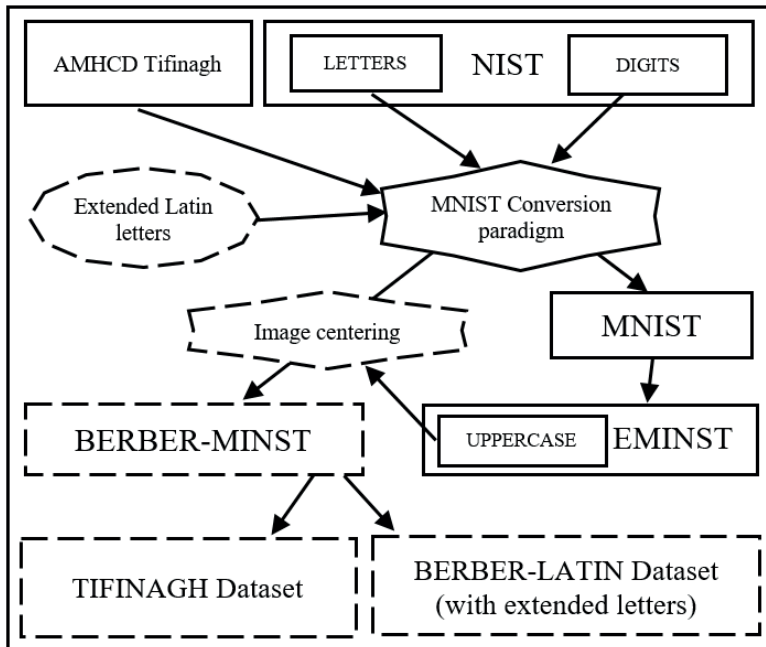 AMHCD Tifinagh
LETTERS
NIST
DIGITS
Extended Latin
letters
MNIST Conversion
paradigm
Image centering
MNIST
BERBER-MINST
UPPERCASE
EMINST
TIFINAGH Dataset
BERBER-LATIN Dataset
(with extended letters)